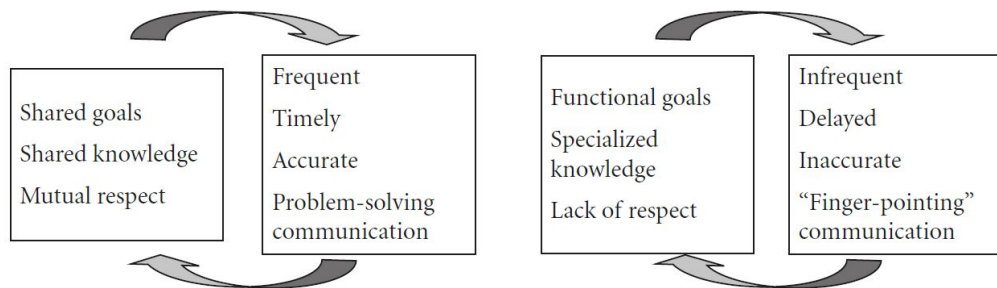 Shared goals
Shared knowledge
Mutual respect
Frequent
Timely
Accurate
Problem-solving
communication
Functional goals
Specialized
knowledge
Lack of respect
Infrequent
Delayed
Inaccurate
“Finger-pointing”
communication